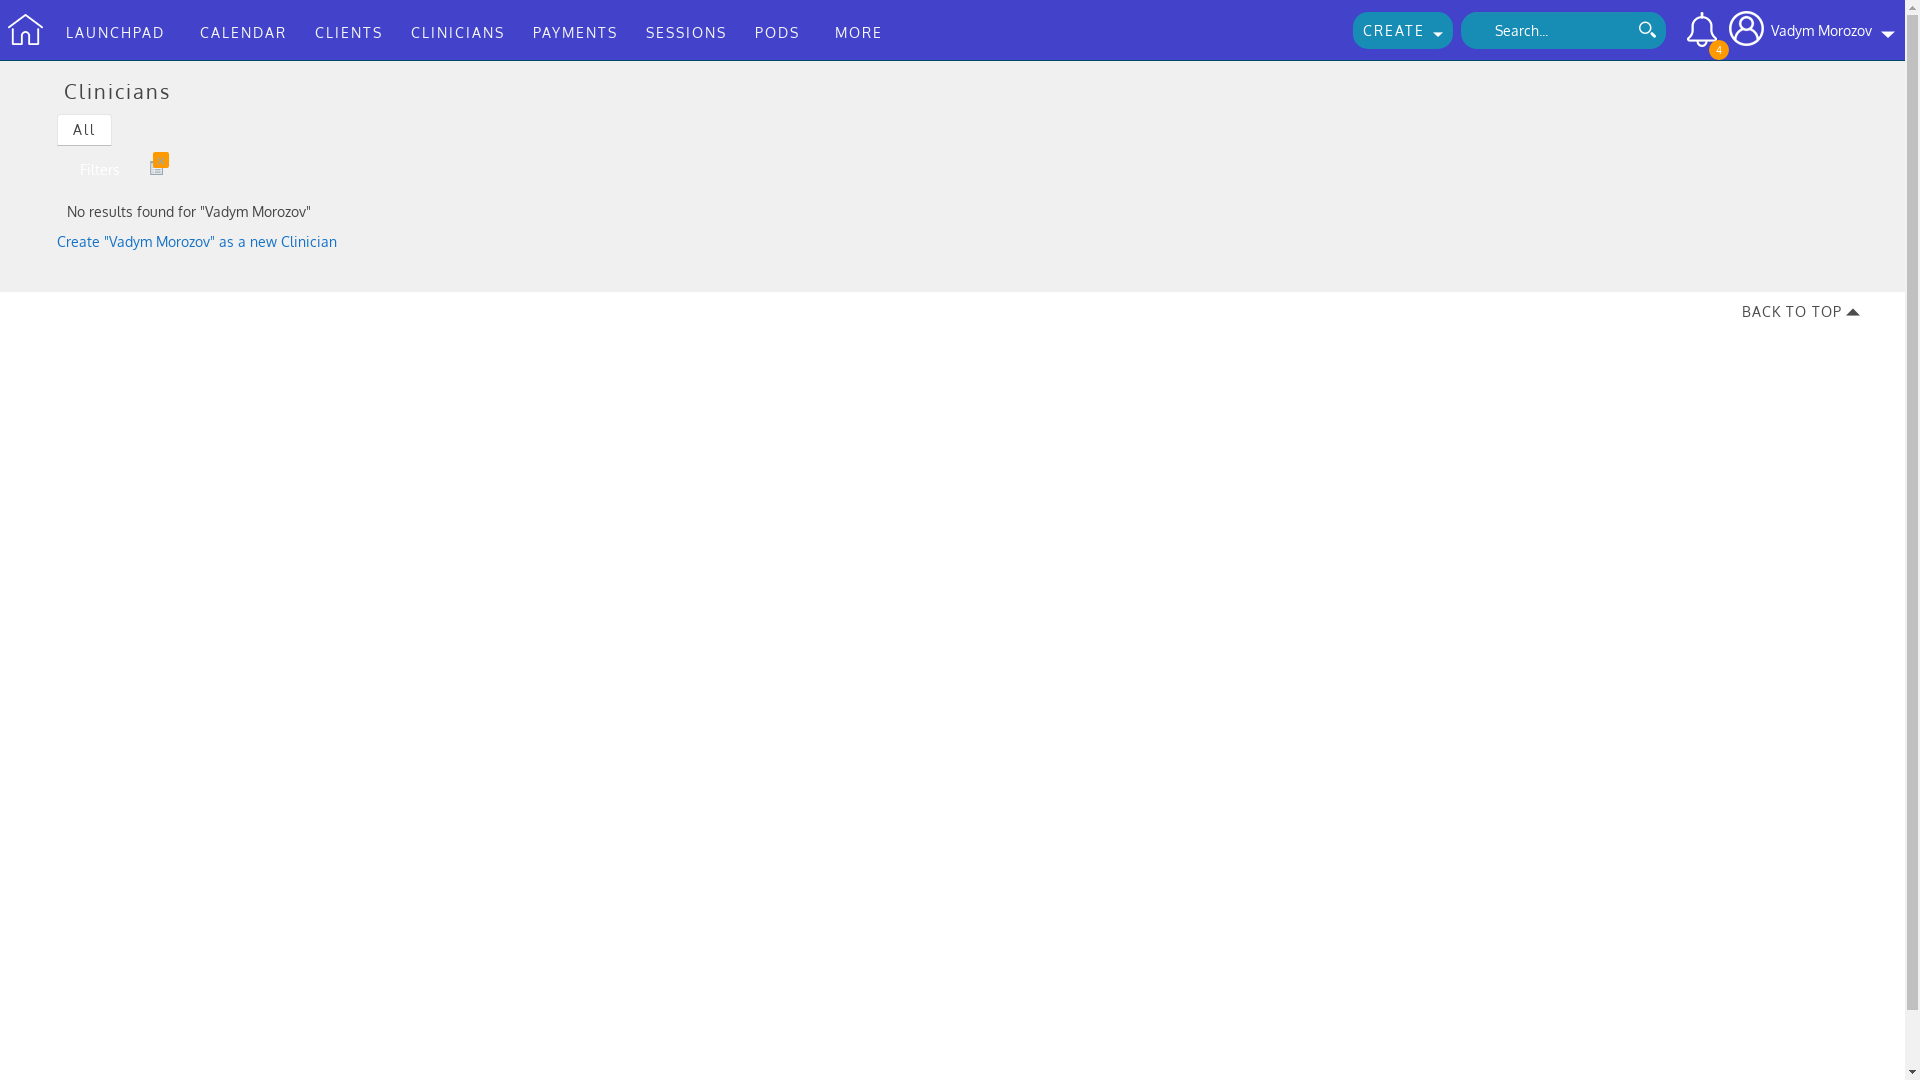 LAUNCHPAD CALENDAR CLIENTS CLINICIANS PAYMENTS SESSIONS PODS MORE CREATE Search... 4 Vadym Morozov
Clinicians
All
Filters
No results found for "Vadym Morozov"
Create "Vadym Morozov" as a new Clinician
BACK TO TOP